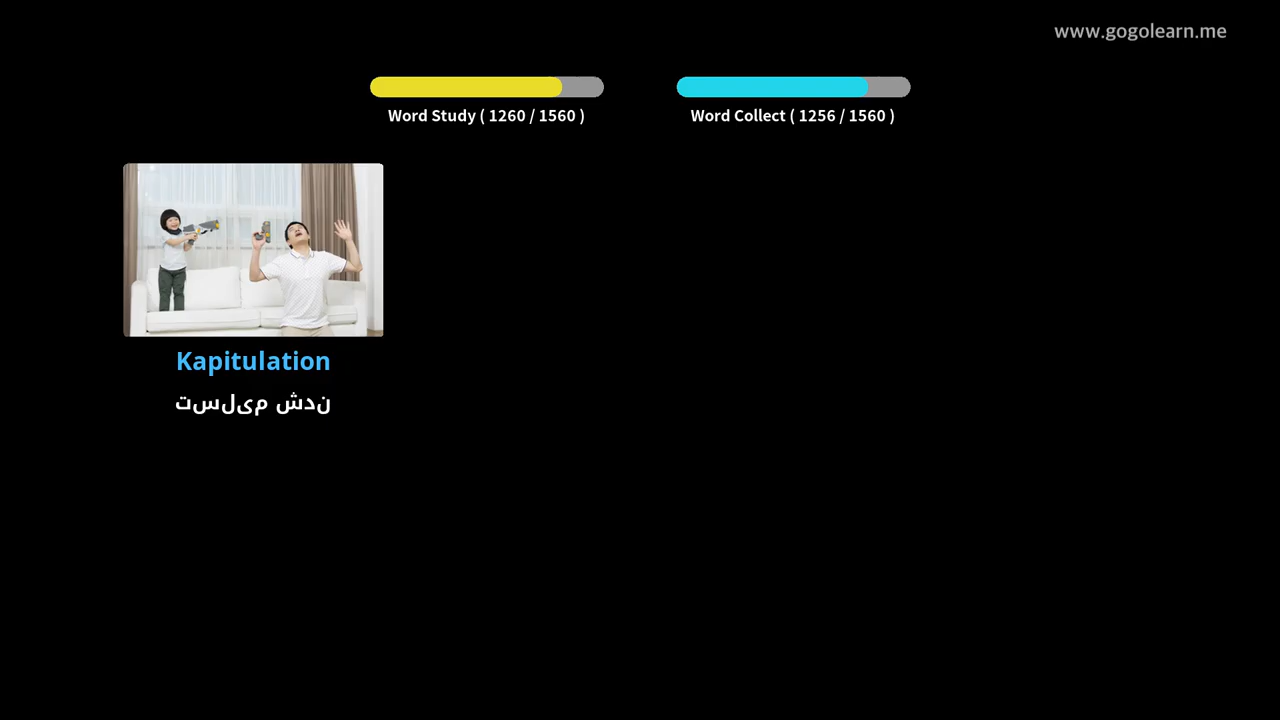 www.gogolearn.me
Word Study ( 1260 / 1560 )
Word Collect ( 1256 / 1560 )
Kapitulation
تسلیم شدن